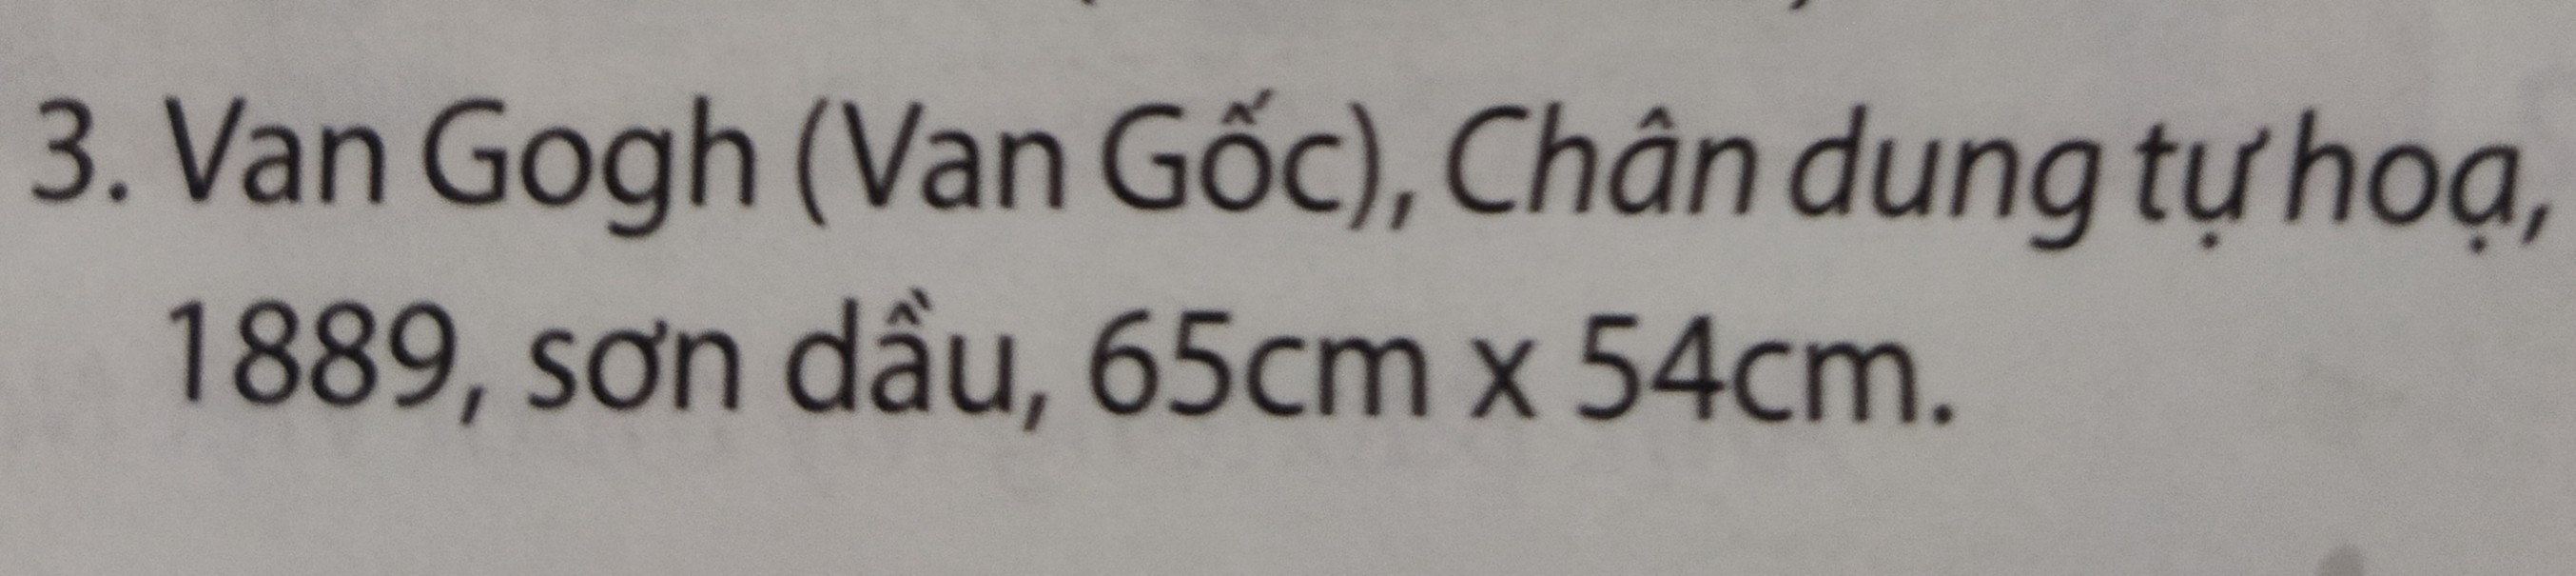 3. Van Gogh (Van Gốc), Chân dung tự hoạ,
1889, sơn dầu, 65cm x 54cm.